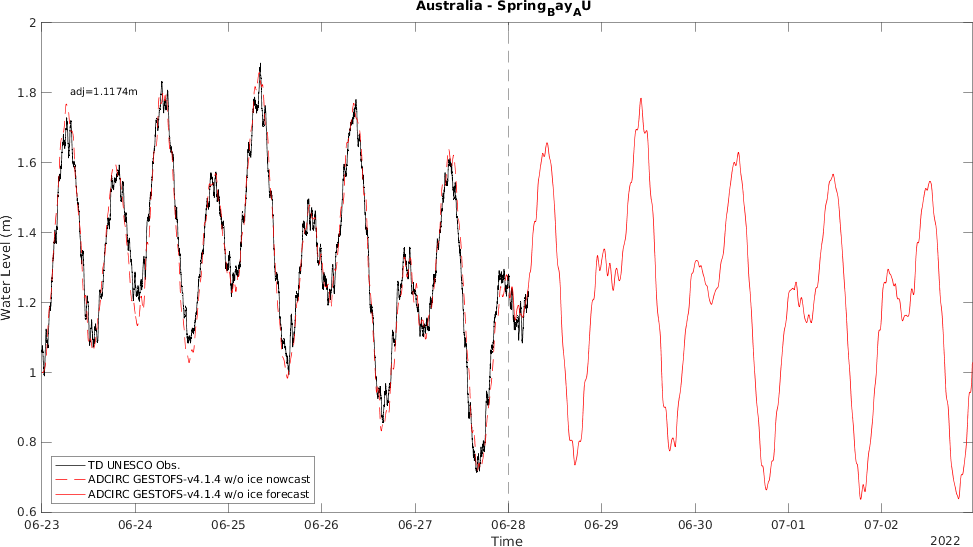 Australia - SpringBayAU
2
1.8
1.6
1.4
1.2
1
0.8
0.6
Water Level (m)
adj=1.1174m
TD UNESCO Obs.
ADCIRC GESTOFS-v4.1.4 w/o ice nowcast
ADCIRC GESTOFS-v4.1.4 w/o ice forecast
06-23 06-24 06-25 06-26 06-27 06-28 06-29 06-30 07-01 07-02
Time
2022